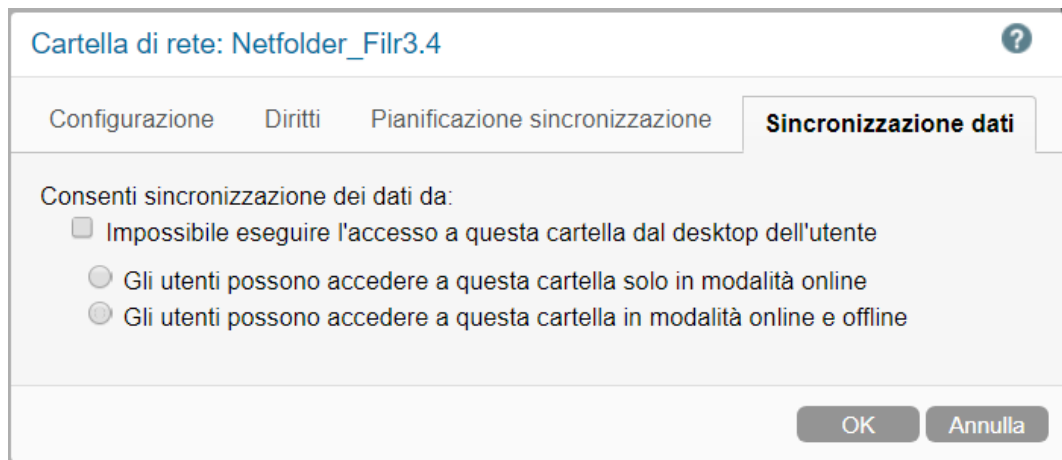 Cartella di rete: Netfolder_Filr3.4
?
Configurazione Diritti Pianificazione sincronizzazione Sincronizzazione dati
Consenti sincronizzazione dei dati da:
Impossibile eseguire l'accesso a questa cartella dal desktop dell'utente
Gli utenti possono accedere a questa cartella solo in modalità online
Gli utenti possono accedere a questa cartella in modalità online e offline
OK Annulla